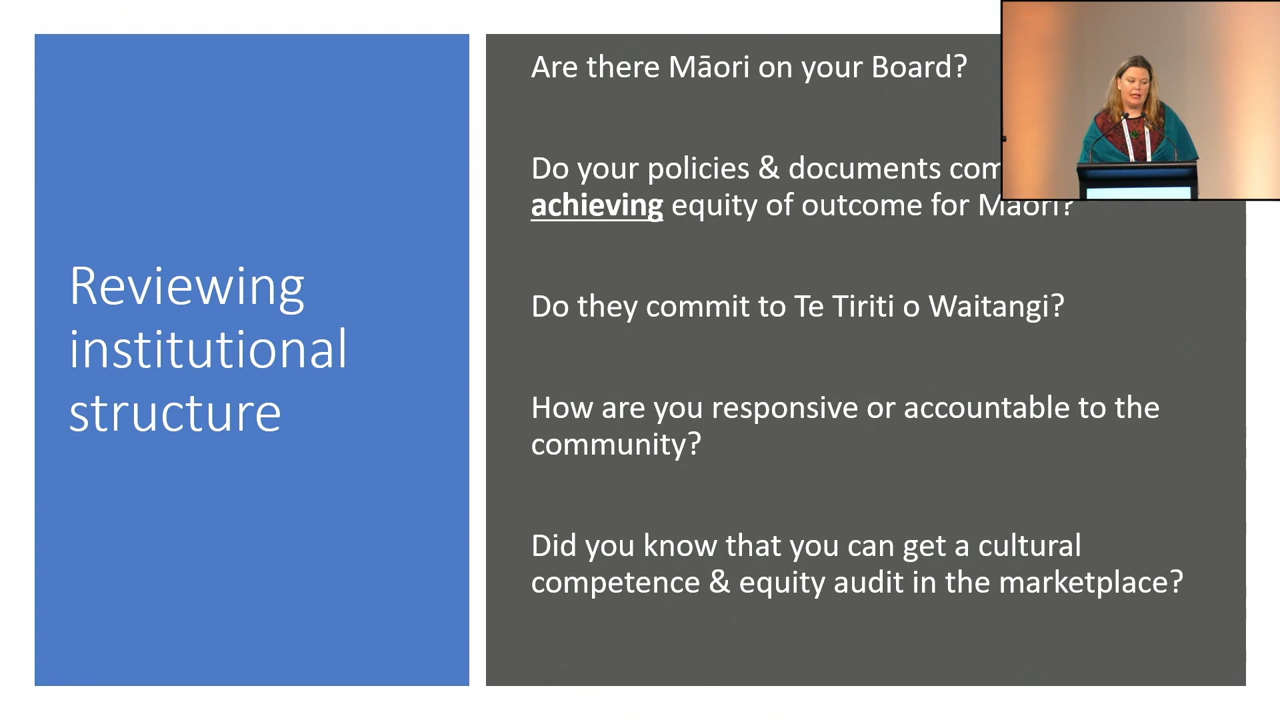 Reviewing
institutional
structure
Are there Māori on your Board?
Do your policies & documents
achieving equity of outcome for Māori?
Do they commit to Te Tiriti o Waitangi?
How are you responsive or accountable to the
community?
Did you know that you can get a cultural
competence & equity audit in the marketplace?